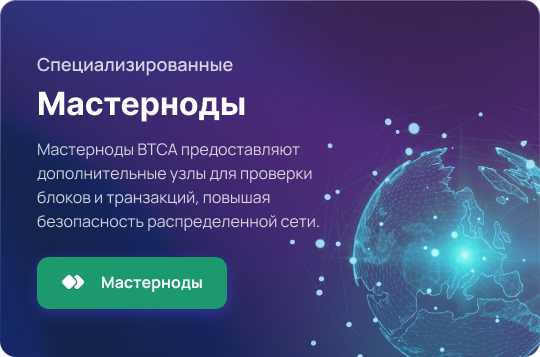 Специализированные
Мастерноды
Мастерноды BTCA предоставляют
дополнительные узлы для проверки
блоков и транзакций, повышая
безопасность распределенной сети.
Мастерноды